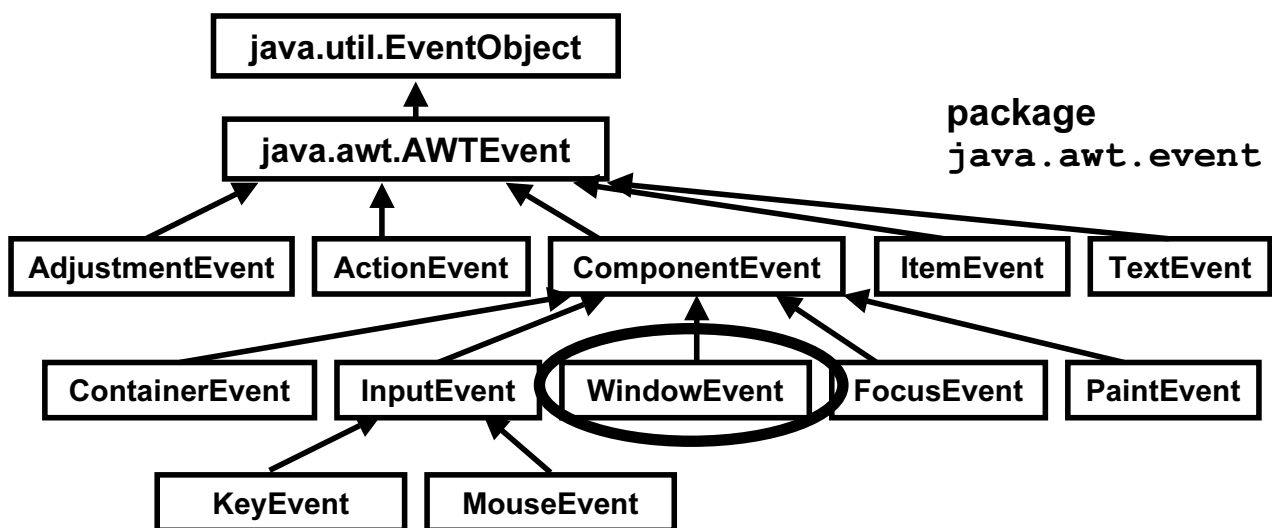 java.util.EventObject
package
java.awt.event
java.awt.AWTEvent
AdjustmentEvent
ActionEvent
ComponentEvent
ItemEvent
TextEvent
ContainerEvent
InputEvent
WindowEvent
FocusEvent
PaintEvent
KeyEvent
MouseEvent